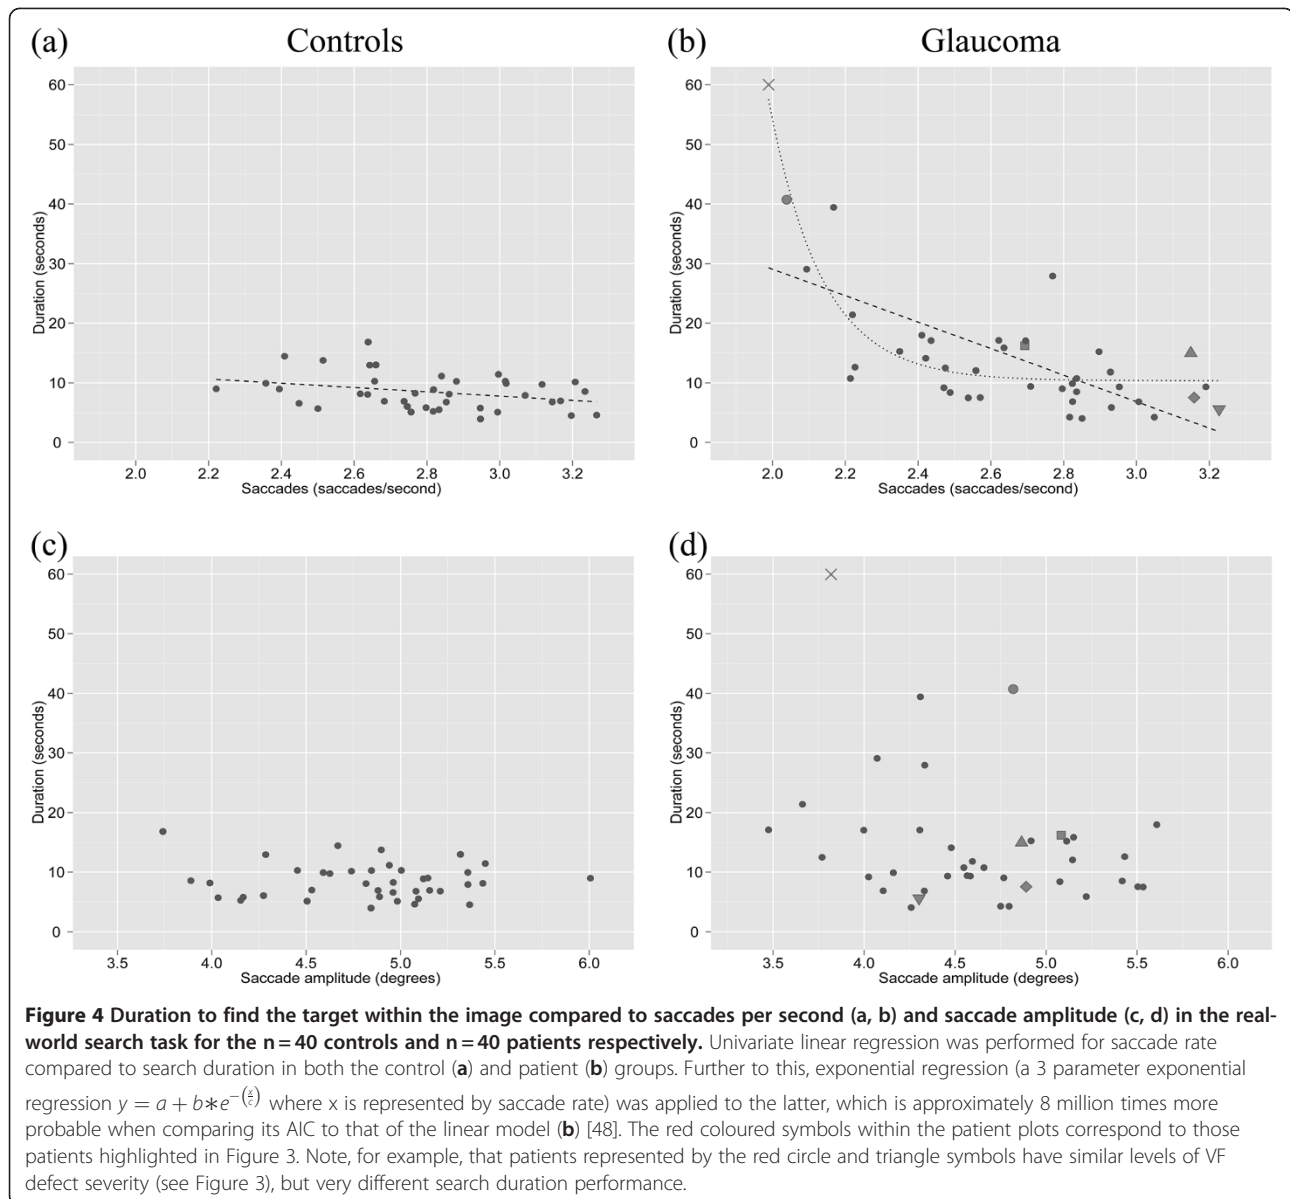 (a) Controls
(b) Glaucoma
60
50
40
30
20
10
0
Duration (seconds)
2.0 2.2 2.4 2.6 2.8 3.0 3.2
Saccades (saccades/second)
60
50
40
30
20
10
0
Duration (seconds)
2.0 2.2 2.4 2.6 2.8 3.0 3.2
Saccades (saccades/second)
(c)
60
50
40
30
20
10
0
Duration (seconds)
3.5 4.0 4.5 5.0 5.5 6.0
Saccade amplitude (degrees)
(d)
60
50
40
30
20
10
0
Duration (seconds)
3.5 4.0 4.5 5.0 5.5 6.0
Saccade amplitude (degrees)
Figure 4 Duration to find the target within the image compared to saccades per second (a, b) and saccade amplitude (c, d) in the real-
world search task for the n = 40 controls and n = 40 patients respectively. Univariate linear regression was performed for saccade rate
compared to search duration in both the control (a) and patient (b) groups. Further to this, exponential regression (a 3 parameter exponential
regression y = a + b*e^−(x/c) where x is represented by saccade rate) was applied to the latter, which is approximately 8 million times more
probable when comparing its AIC to that of the linear model (b) [48]. The red coloured symbols within the patient plots correspond to those
patients highlighted in Figure 3. Note, for example, that patients represented by the red circle and triangle symbols have similar levels of VF
defect severity (see Figure 3), but very different search duration performance.